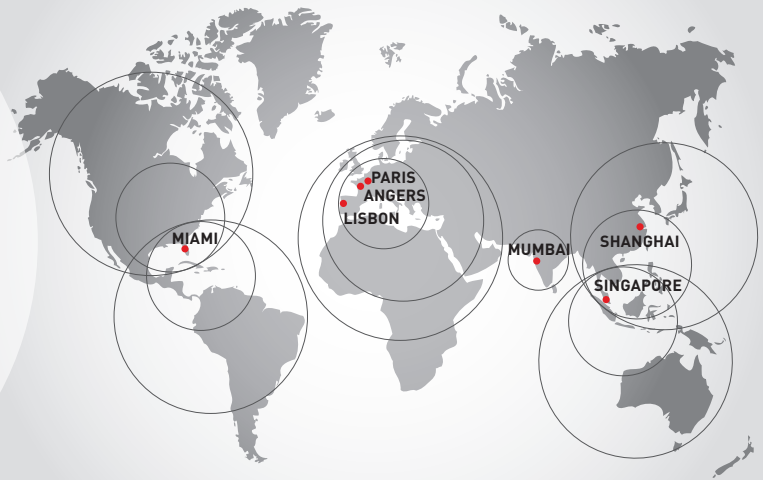 PARIS
ANGERS
LISBON
MIAMI
MUMBAI
SHANGHAI
SINGAPORE